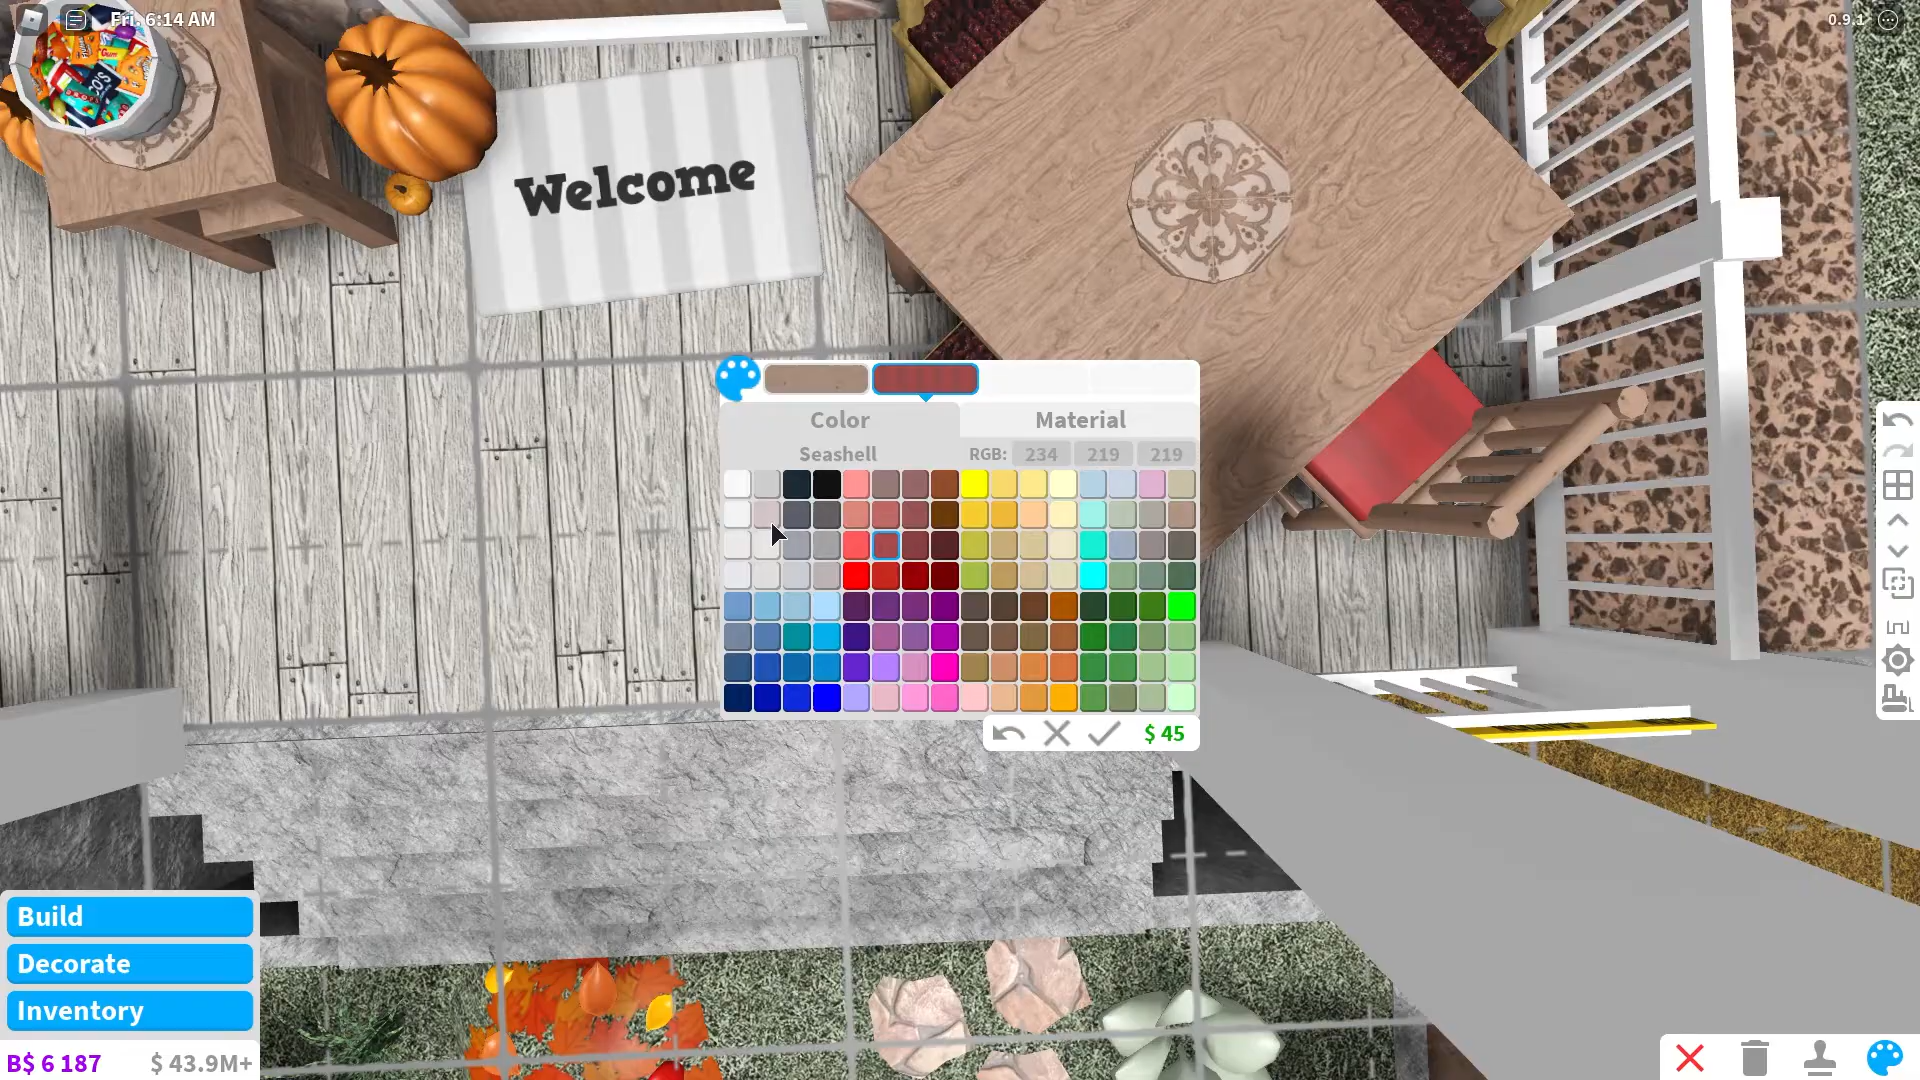 Fri. 6:14 AM
0.9.1
Welcome
Color
Material
Seashell
RGB: 234 219 219
$ 45
Build
Decorate
Inventory
B$ 6 187
$ 43.9M+